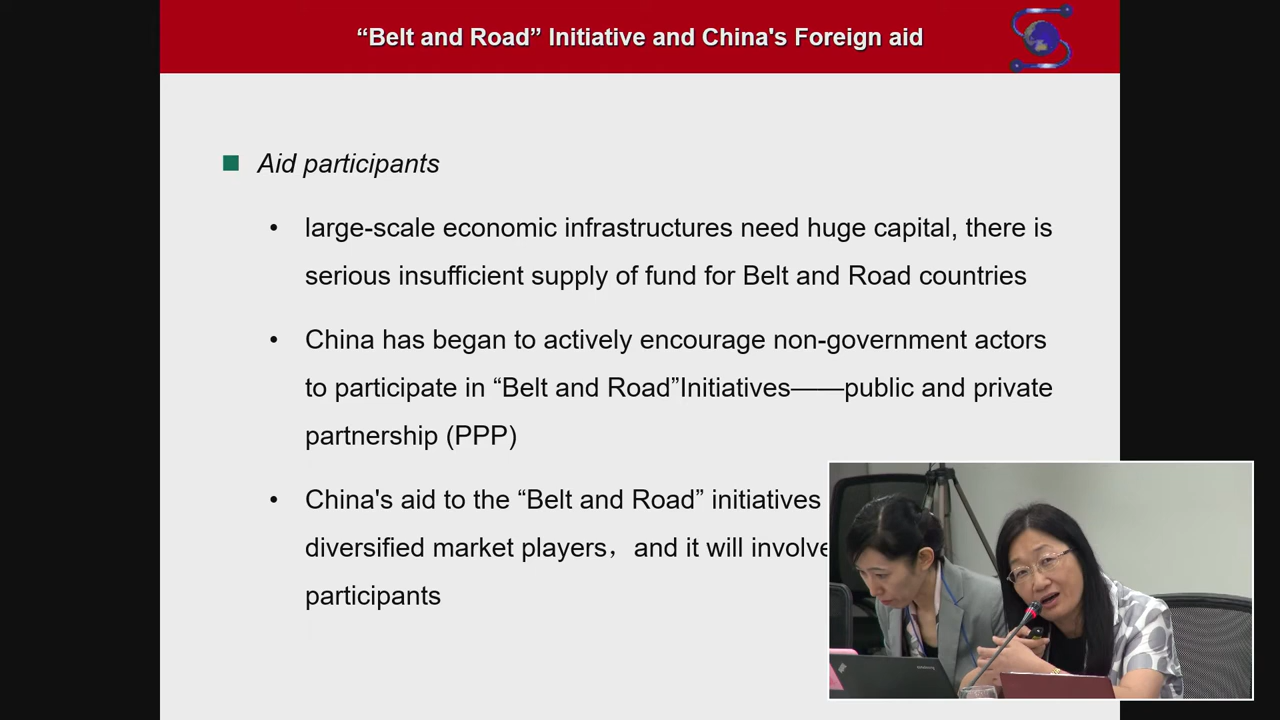 “Belt and Road” Initiative and China's Foreign aid
Aid participants
large-scale economic infrastructures need huge capital, there is
serious insufficient supply of fund for Belt and Road countries
China has began to actively encourage non-government actors
to participate in “Belt and Road”Initiatives——public and private
partnership (PPP)
China's aid to the “Belt and Road” initiatives
diversified market players，and it will involve
participants